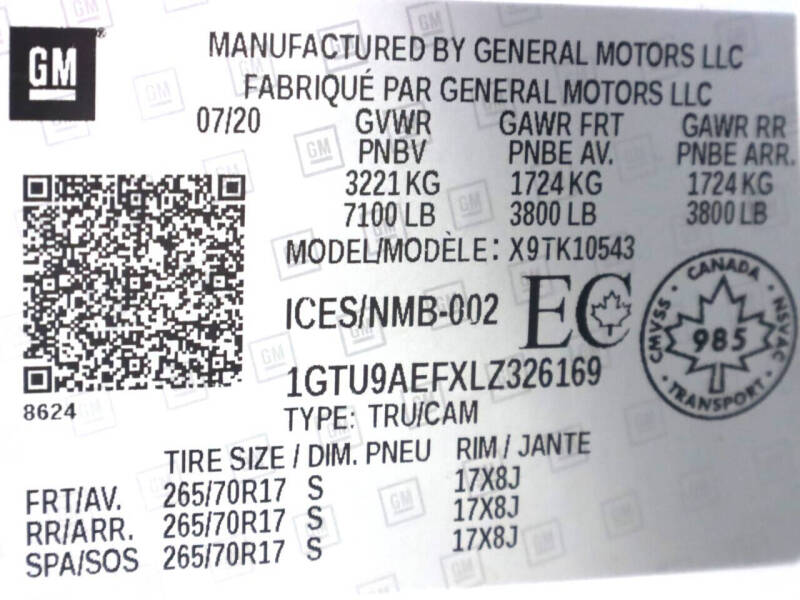 GM
MANUFACTURED BY GENERAL MOTORS LLC
FABRIQUÉ PAR GENERAL MOTORS LLC
07/20 GVWR GAWR FRT GAWR RR
PNBV PNBE AV. PNBE ARR.
3221 KG 1724 KG 1724 KG
7100 LB 3800 LB 3800 LB
MODEL/MODÈLE: X9TK10543
ICES/NMB-002 EC
CANADA
CMVSS 985 NSVAC
TRANSPORT
1GTU9AEFXLZ326169
8624
TYPE: TRU/CAM
TIRE SIZE / DIM. PNEU RIM / JANTE
FRT/AV. 265/70R17 S 17X8J
RR/ARR. 265/70R17 S 17X8J
SPA/SOS 265/70R17 S 17X8J